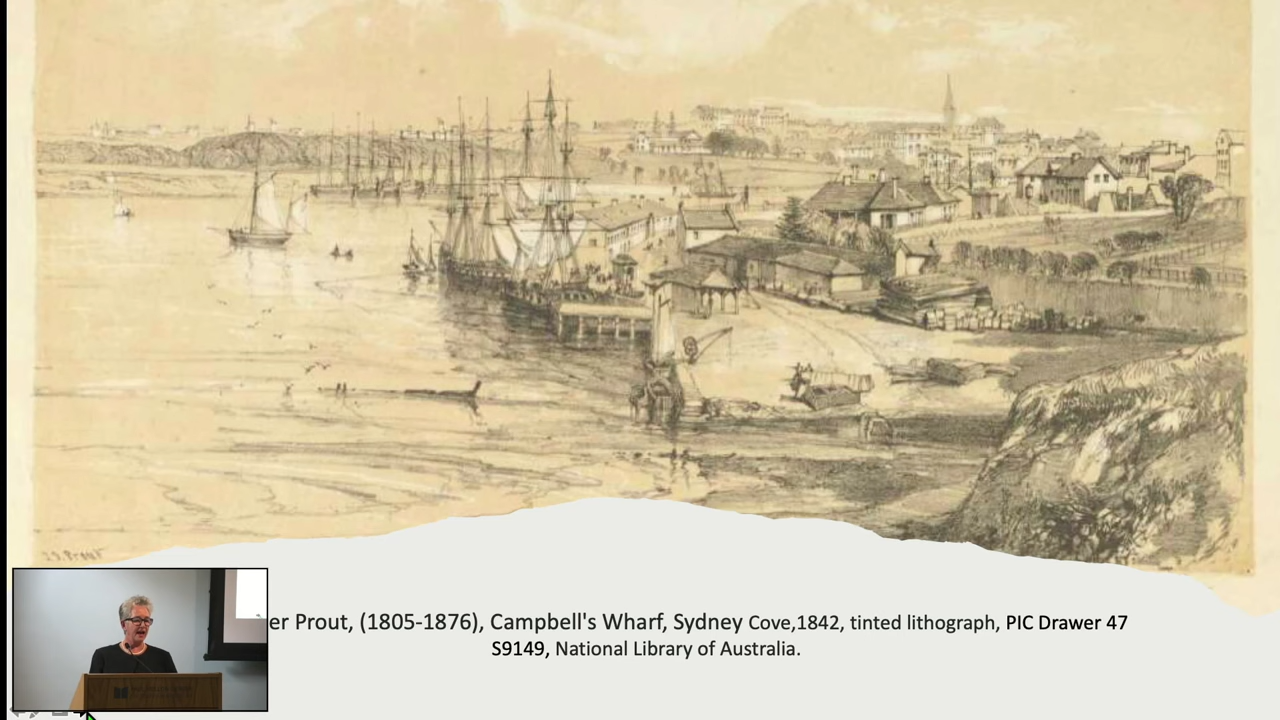 J.S. Prout
er Prout, (1805-1876), Campbell's Wharf, Sydney Cove,1842, tinted lithograph, PIC Drawer 47
S9149, National Library of Australia.